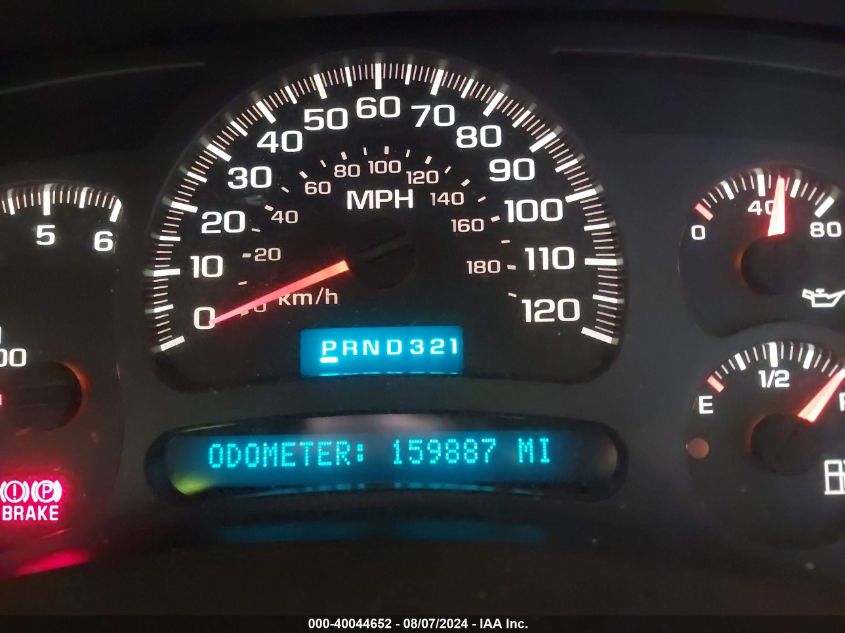 5 6
00
0 10 20 30 40 50 60 70 80 90 100 110 120
20 40 60 80 100 120 140 160 180
MPH
km/h
0 40 80
PRND321
E 1/2
ODOMETER: 159887 MI
(!) (P)
BRAKE
000-40044652 - 08/07/2024 - IAA Inc.